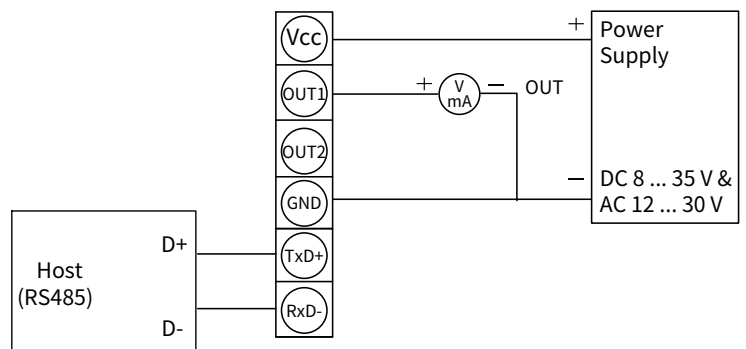 Vcc
+
Power
Supply
OUT1
+
V
mA
−
OUT
OUT2
GND
−
DC 8 ... 35 V &
AC 12 ... 30 V
D+
TxD+
Host
(RS485)
RxD-
D-